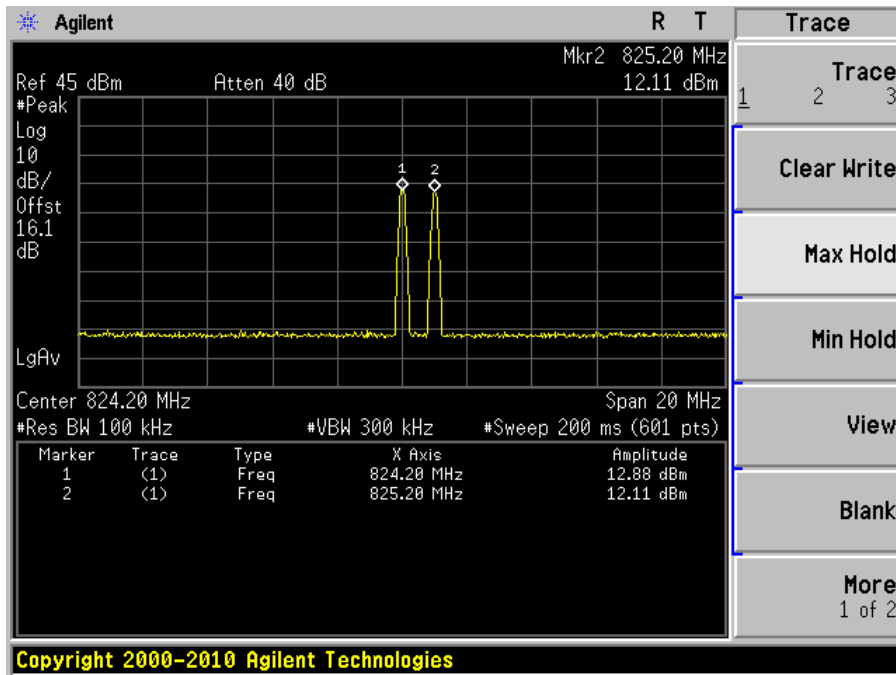 Agilent R T Trace
Mkr2 825.20 MHz
Ref 45 dBm Atten 40 dB 12.11 dBm
#Peak
Log
10
dB/
Offst
16.1
dB
1 2
LgAv
Center 824.20 MHz Span 20 MHz
#Res BW 100 kHz #VBW 300 kHz #Sweep 200 ms (601 pts)
Marker Trace Type X Axis Amplitude
1 (1) Freq 824.20 MHz 12.88 dBm
2 (1) Freq 825.20 MHz 12.11 dBm
Trace
1 2 3
Clear Write
Max Hold
Min Hold
View
Blank
More
1 of 2
Copyright 2000-2010 Agilent Technologies